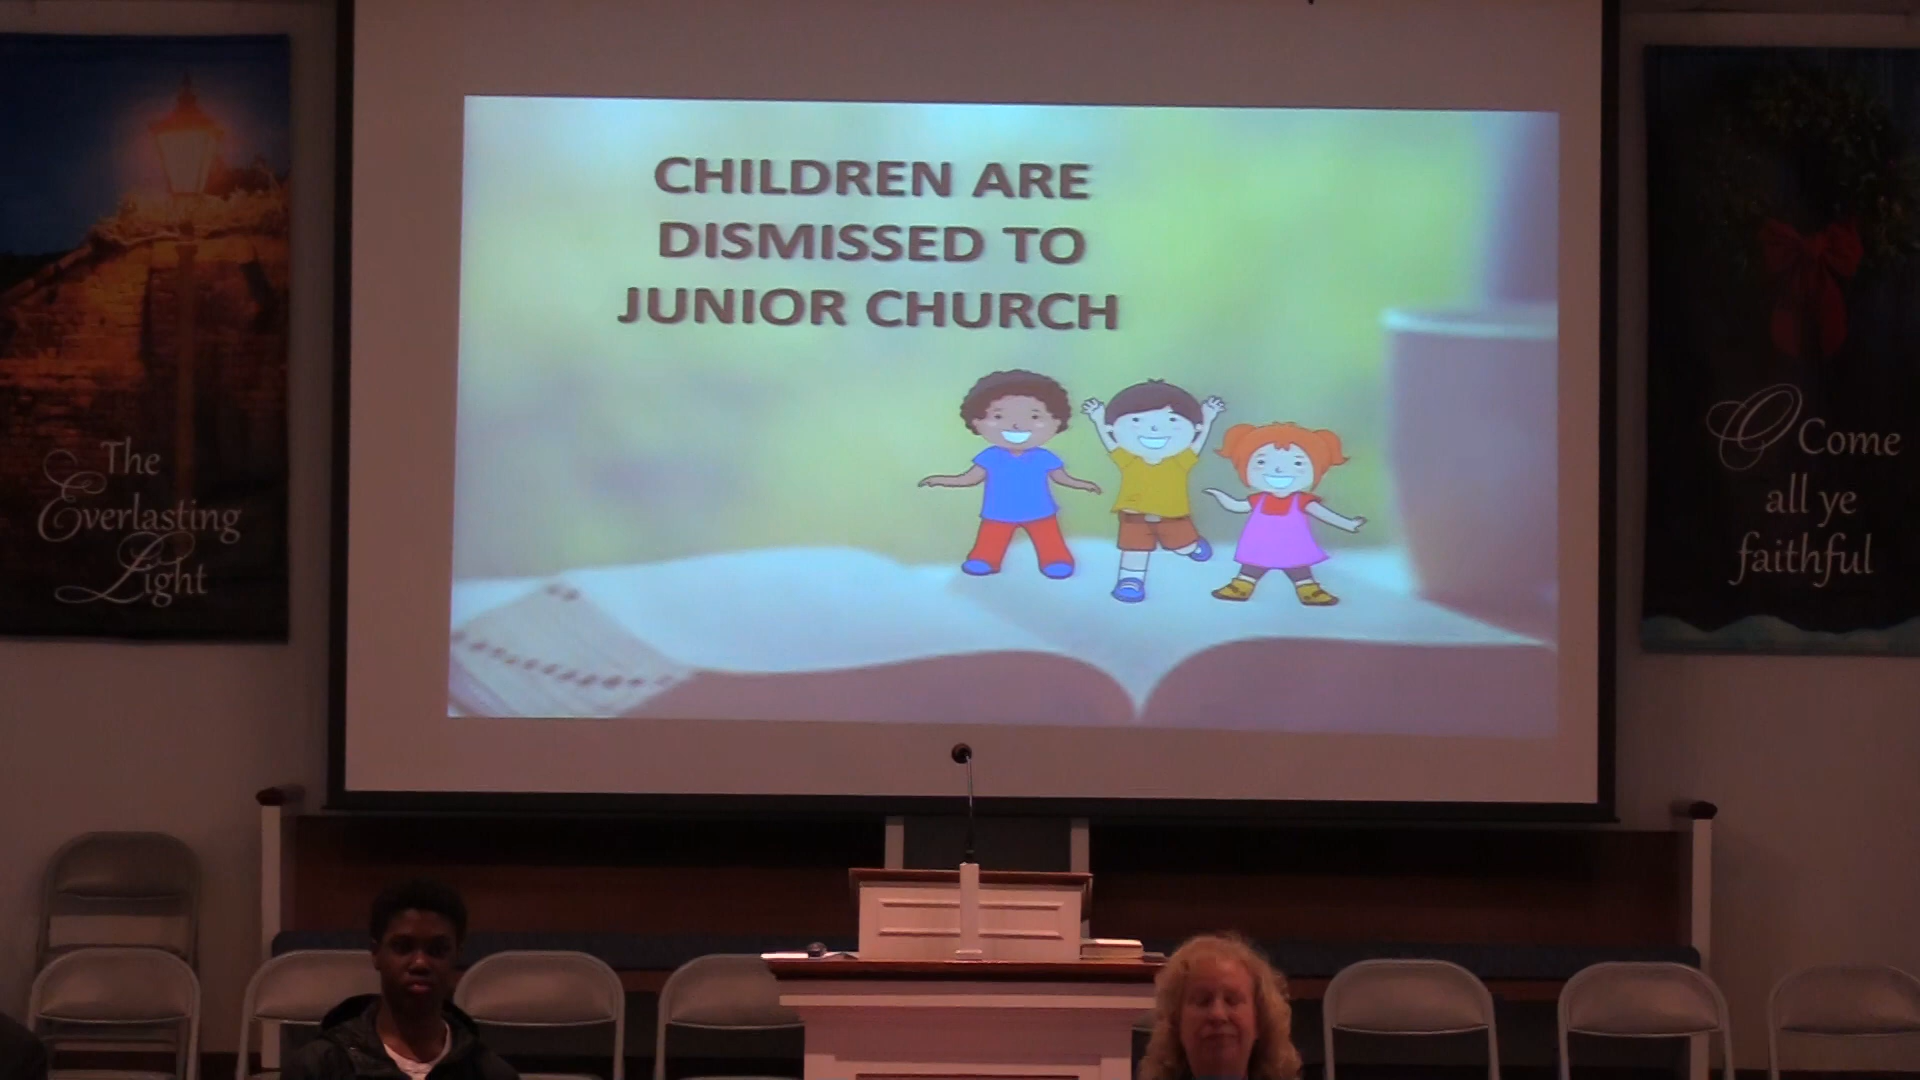 CHILDREN ARE
DISMISSED TO
JUNIOR CHURCH
The
Everlasting
Light
O Come
all ye
faithful